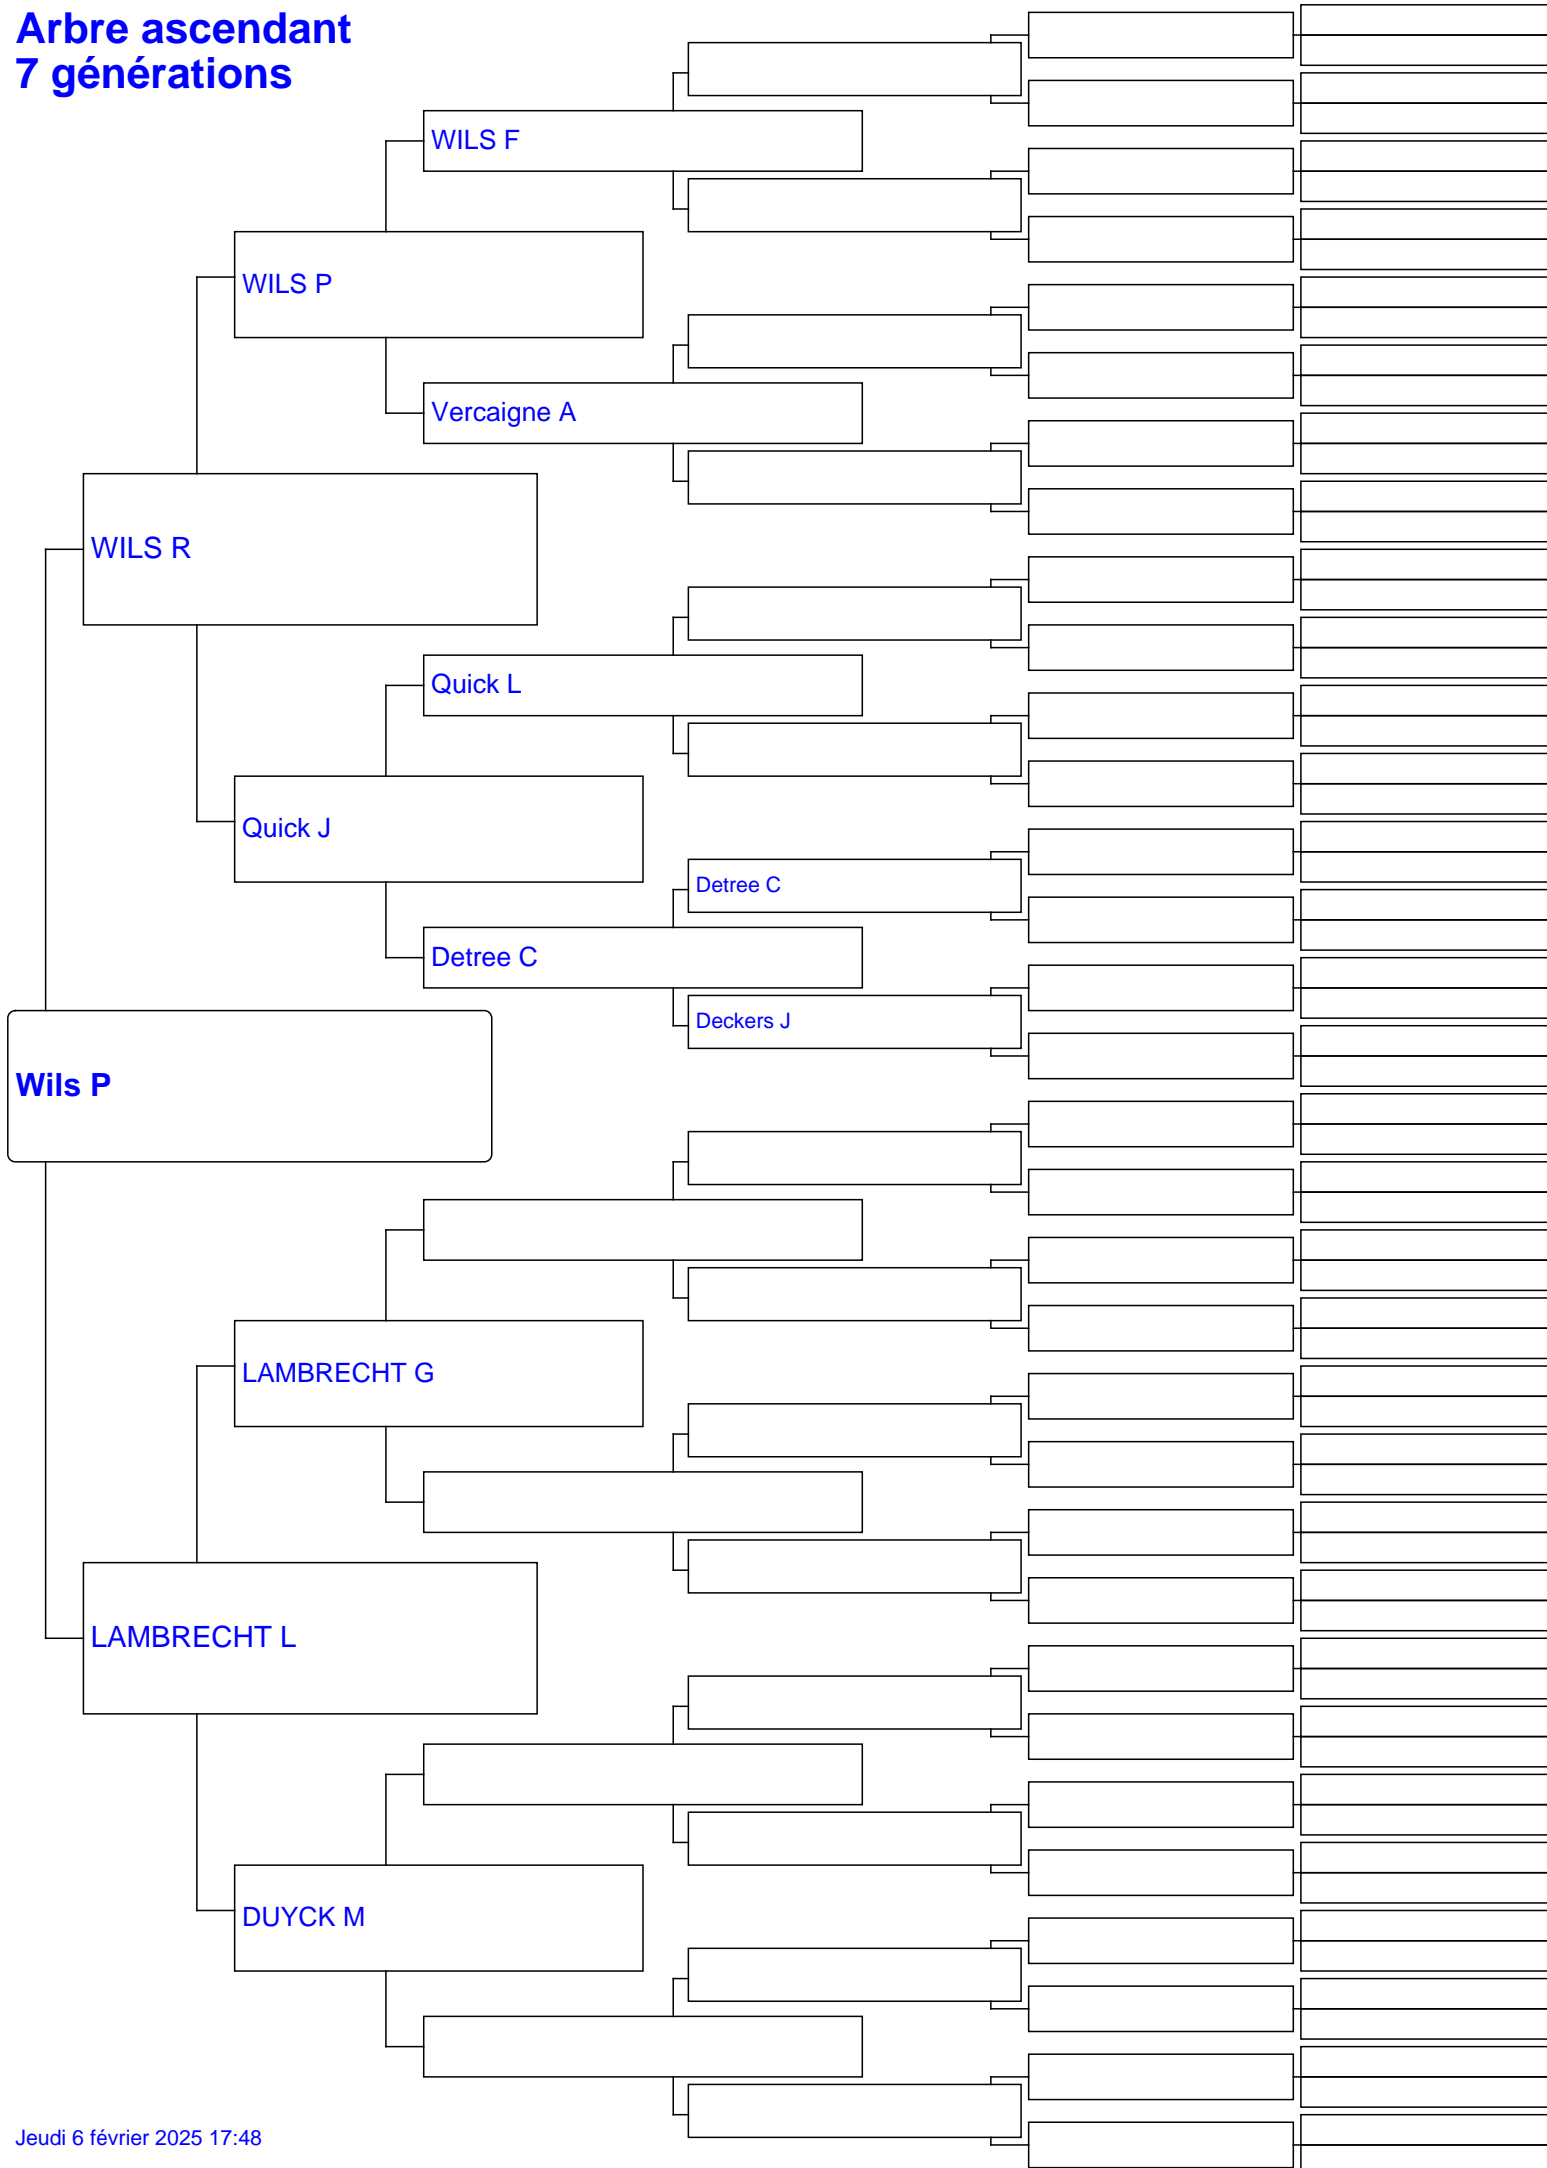 Arbre ascendant
7 générations
WILS F
WILS P
Vercaigne A
WILS R
Quick L
Quick J
Detree C
Detree C
Deckers J
Wils P
LAMBRECHT G
LAMBRECHT L
DUYCK M
Jeudi 6 février 2025 17:48